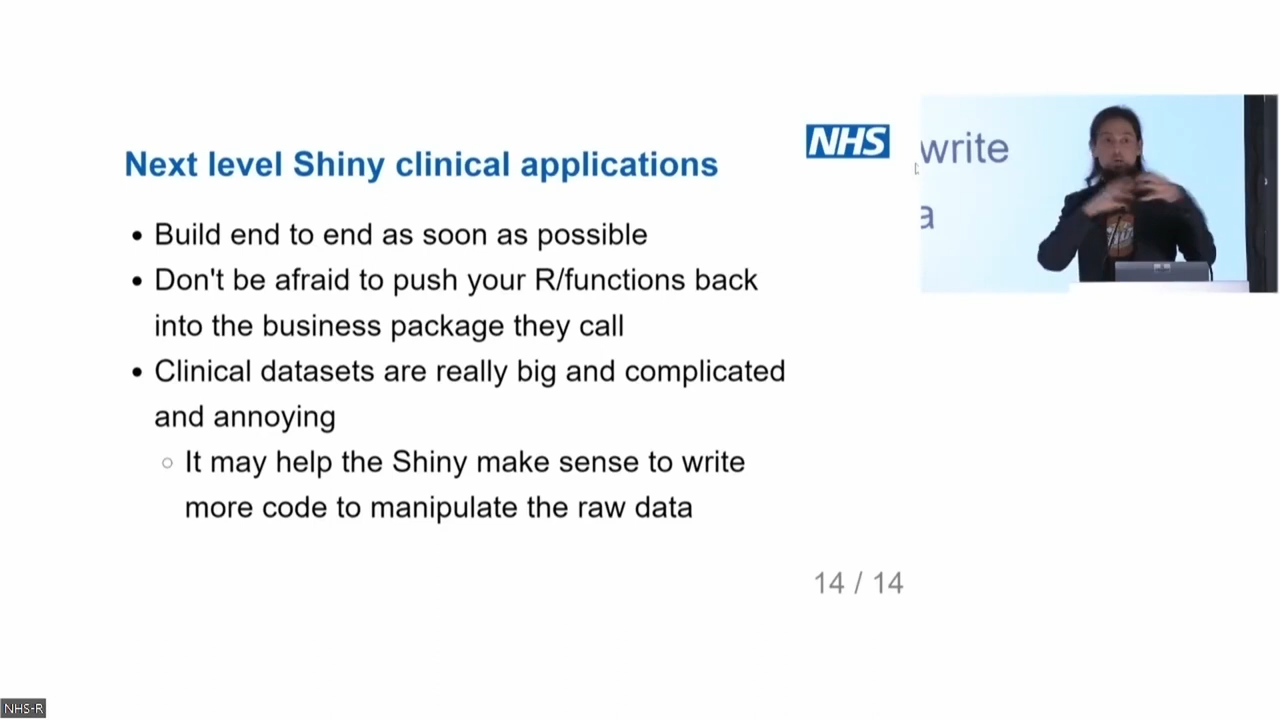 Next level Shiny clinical applications
NHS
• Build end to end as soon as possible
• Don't be afraid to push your R/functions back
into the business package they call
• Clinical datasets are really big and complicated
and annoying
○ It may help the Shiny make sense to write
more code to manipulate the raw data
14 / 14
write
a
NHS-R